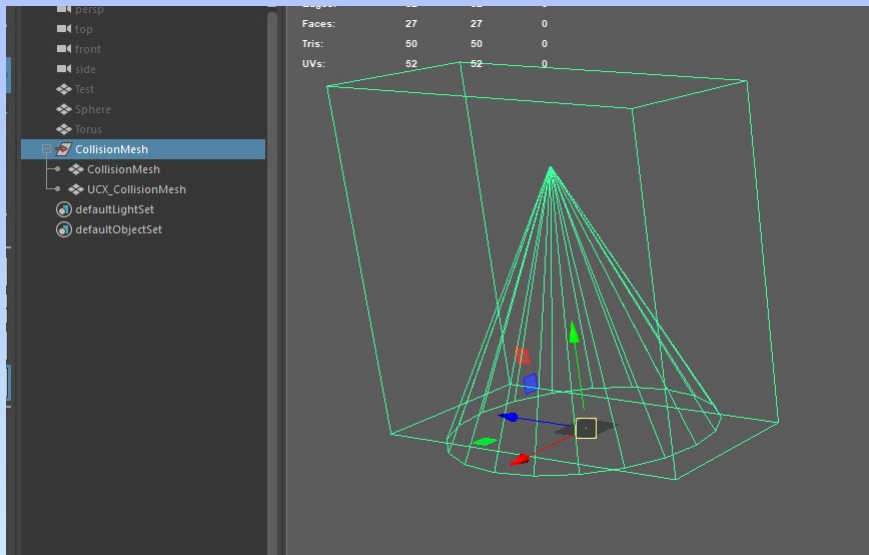 persp
top
front
side
Test
Sphere
Torus
CollisionMesh
CollisionMesh
UCX_CollisionMesh
defaultLightSet
defaultObjectSet
Faces: 27 27 0
Tris: 50 50 0
UVs: 52 52 0